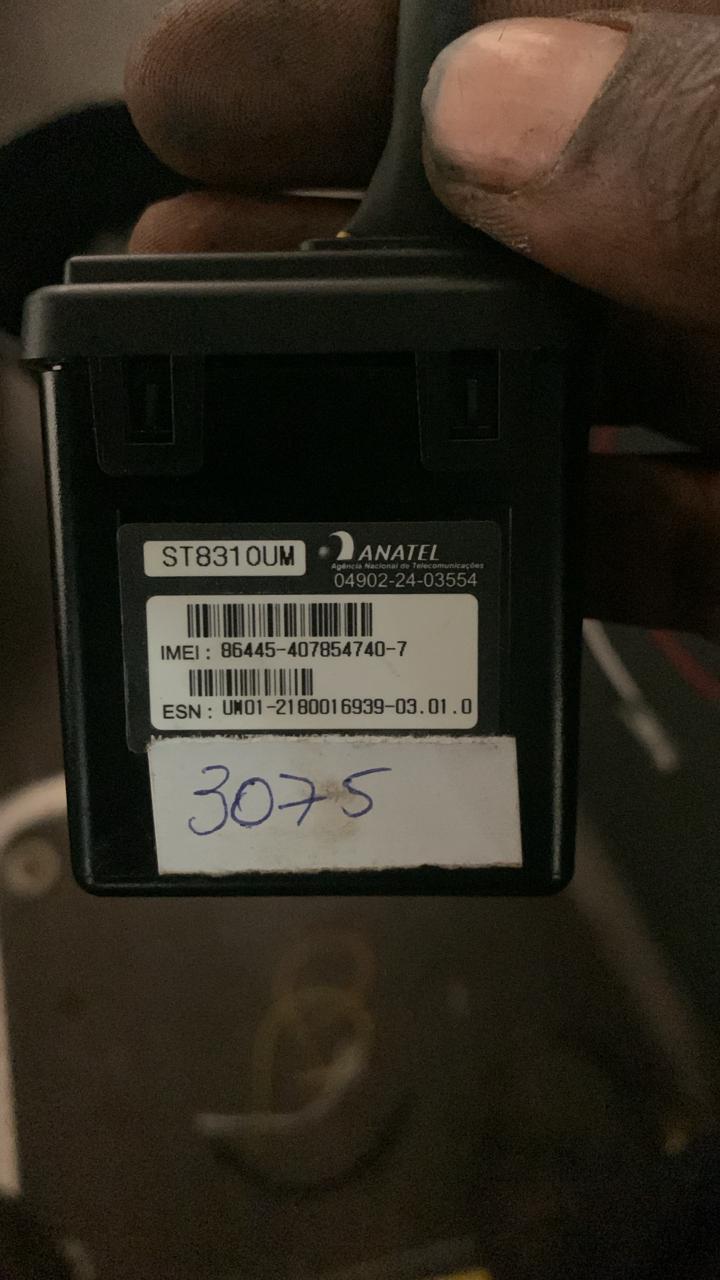 ST8310UM
ANATEL
Agência Nacional de Telecomunicações
04902-24-03554
IMEI : 86445-407854740-7
ESN : UM01-2180016939-03.01.0
3075